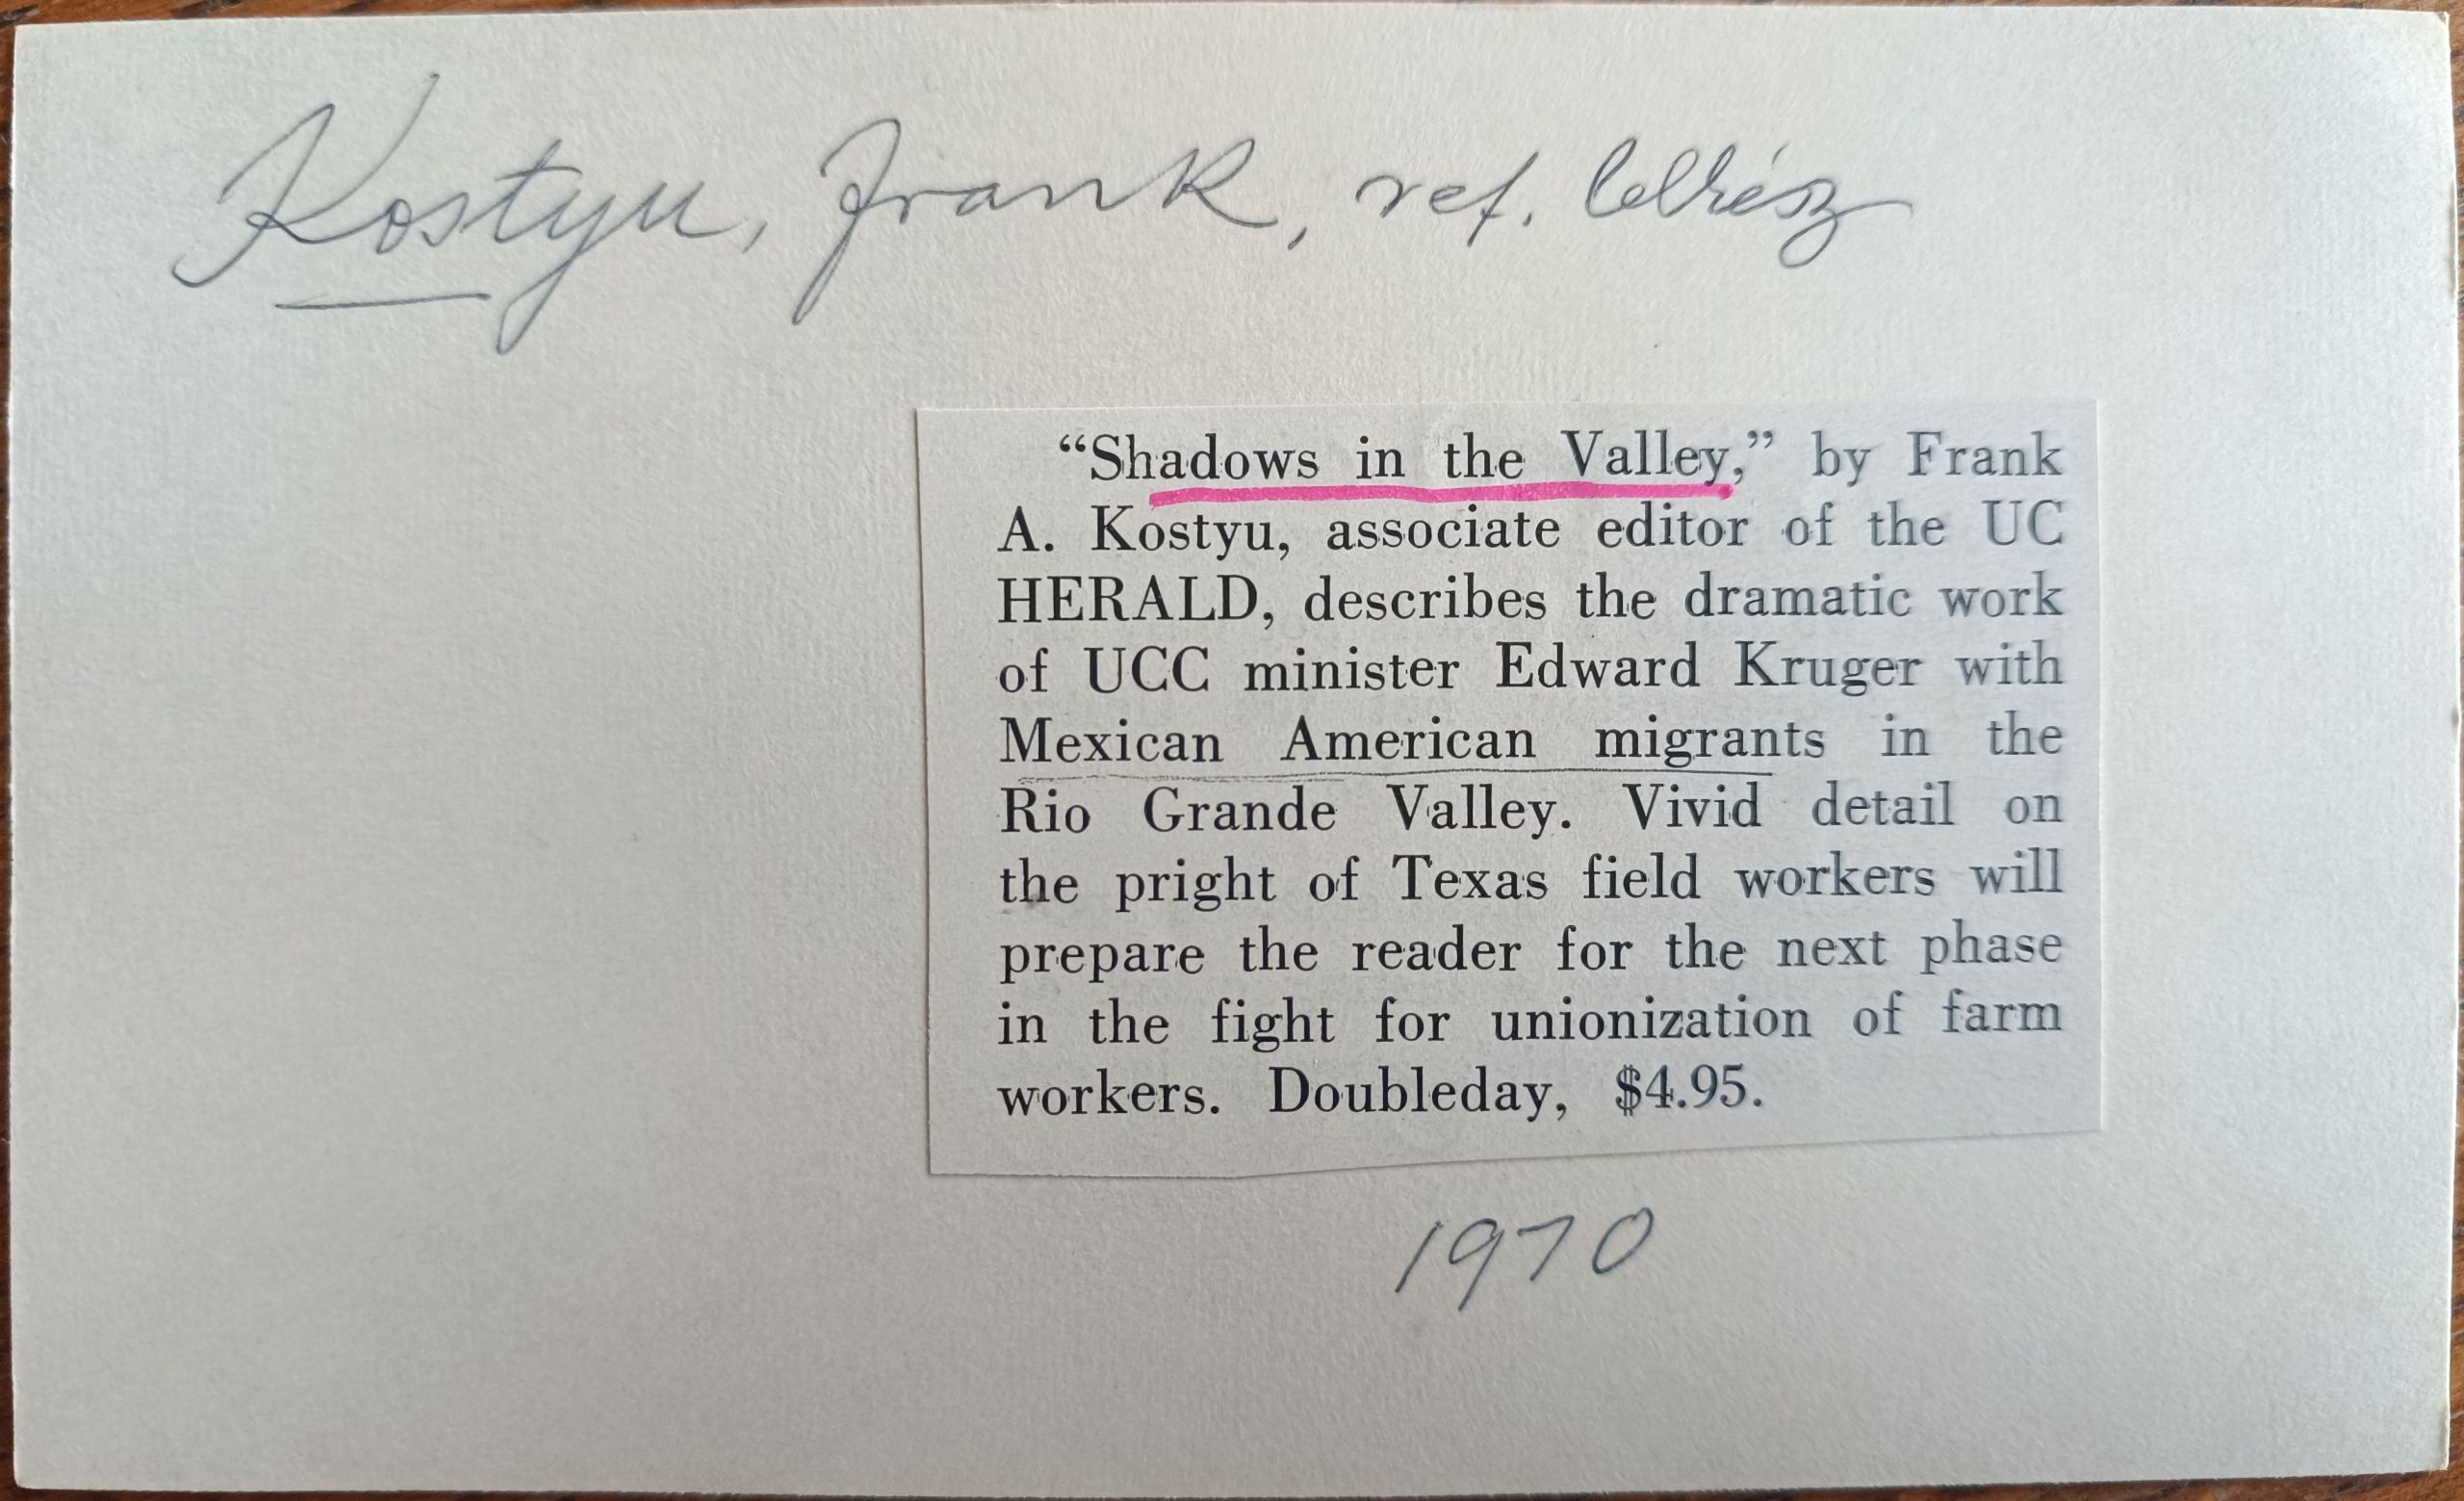 Kostyu, Frank, ref. lelkész
“Shadows in the Valley,” by Frank
A. Kostyu, associate editor of the UC
HERALD, describes the dramatic work
of UCC minister Edward Kruger with
Mexican American migrants in the
Rio Grande Valley. Vivid detail on
the pright of Texas field workers will
prepare the reader for the next phase
in the fight for unionization of farm
workers. Doubleday, $4.95.
1970